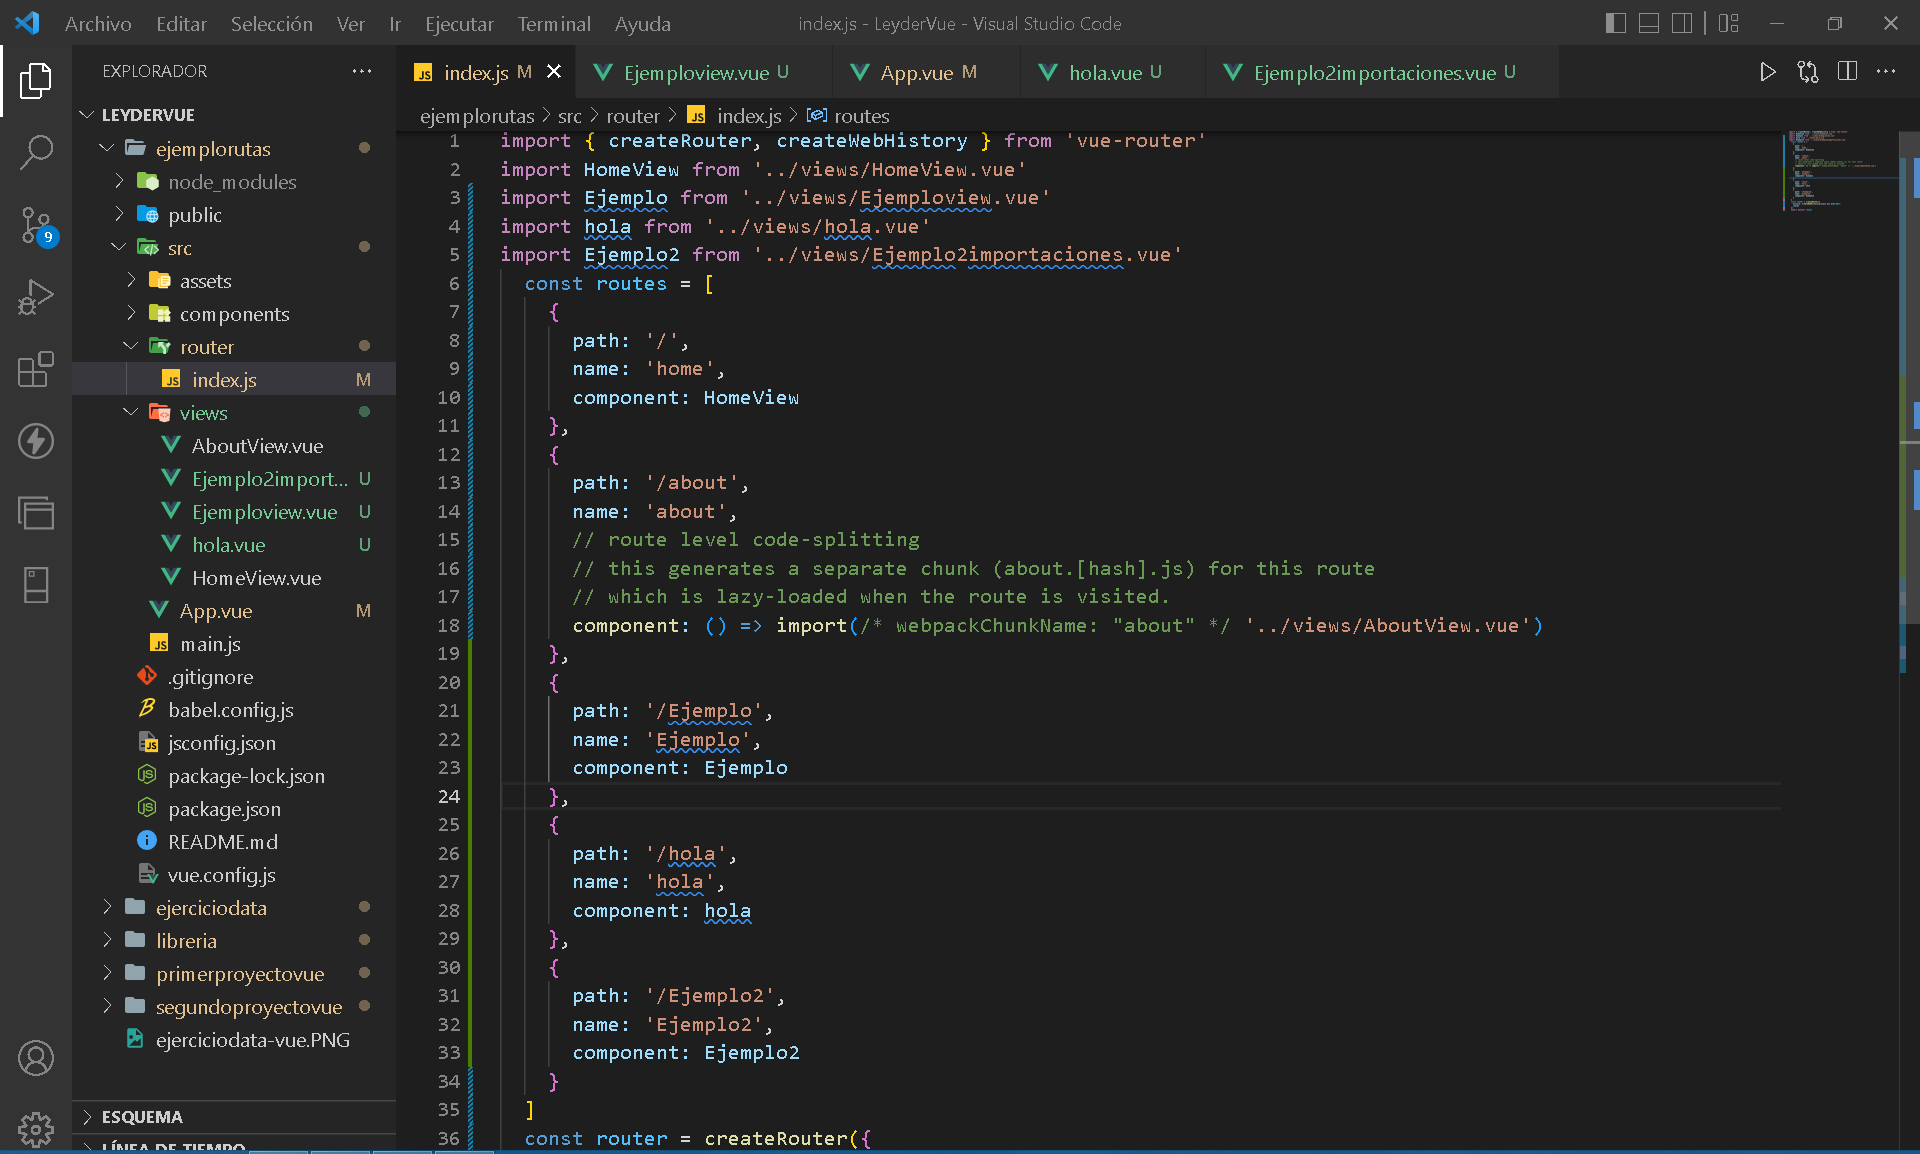 Archivo Editar Selección Ver Ir Ejecutar Terminal Ayuda
index.js - LeyderVue - Visual Studio Code
EXPLORADOR
LEYDERVUE
ejemplorutas
node_modules
public
src
assets
components
router
index.js M
views
AboutView.vue
Ejemplo2import... U
Ejemploview.vue U
hola.vue U
HomeView.vue
App.vue M
main.js
.gitignore
babel.config.js
jsconfig.json
package-lock.json
package.json
README.md
vue.config.js
ejerciciodata
libreria
primerproyectovue
segundoproyectovue
ejerciciodata-vue.PNG
ESQUEMA
LÍNEA DE TIEMPO
9
index.js M
Ejemploview.vue U
App.vue M
hola.vue U
Ejemplo2importaciones.vue U
ejemplorutas > src > router > index.js > routes
1 import { createRouter, createWebHistory } from 'vue-router'
2 import HomeView from '../views/HomeView.vue'
3 import Ejemplo from '../views/Ejemploview.vue'
4 import hola from '../views/hola.vue'
5 import Ejemplo2 from '../views/Ejemplo2importaciones.vue'
6 const routes = [
7 {
8 path: '/',
9 name: 'home',
10 component: HomeView
11 },
12 {
13 path: '/about',
14 name: 'about',
15 // route level code-splitting
16 // this generates a separate chunk (about.[hash].js) for this route
17 // which is lazy-loaded when the route is visited.
18 component: () => import(/* webpackChunkName: "about" */ '../views/AboutView.vue')
19 },
20 {
21 path: '/Ejemplo',
22 name: 'Ejemplo',
23 component: Ejemplo
24 },
25 {
26 path: '/hola',
27 name: 'hola',
28 component: hola
29 },
30 {
31 path: '/Ejemplo2',
32 name: 'Ejemplo2',
33 component: Ejemplo2
34 }
35 ]
36 const router = createRouter({